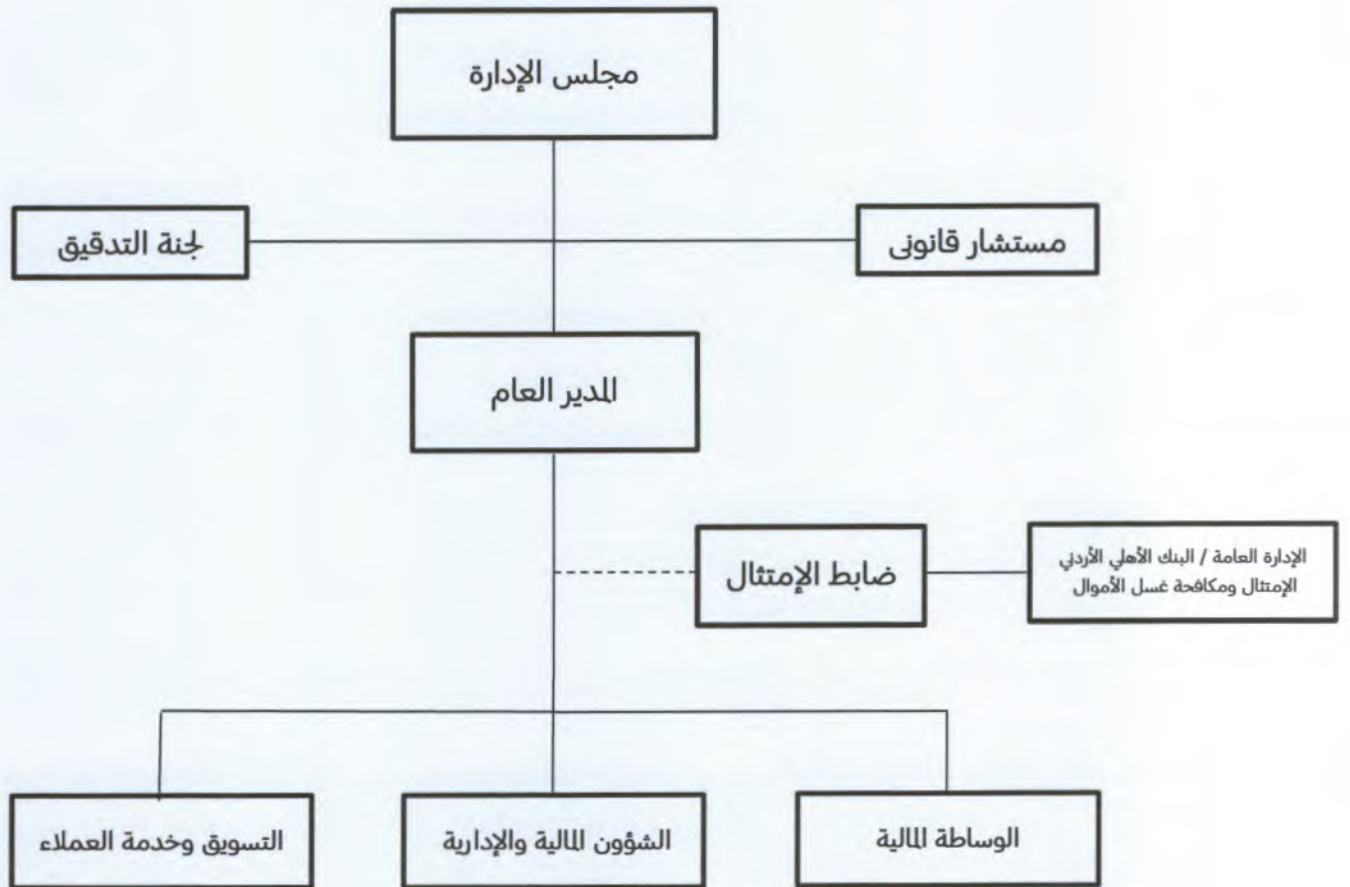 مجلس الإدارة
مستشار قانونى
لجنة التدقيق
المدير العام
ضابط الإمتثال
الإدارة العامة / البنك الأهلي الأردني
الإمتثال ومكافحة غسل الأموال
الوساطة المالية
الشؤون المالية والإدارية
التسويق وخدمة العملاء